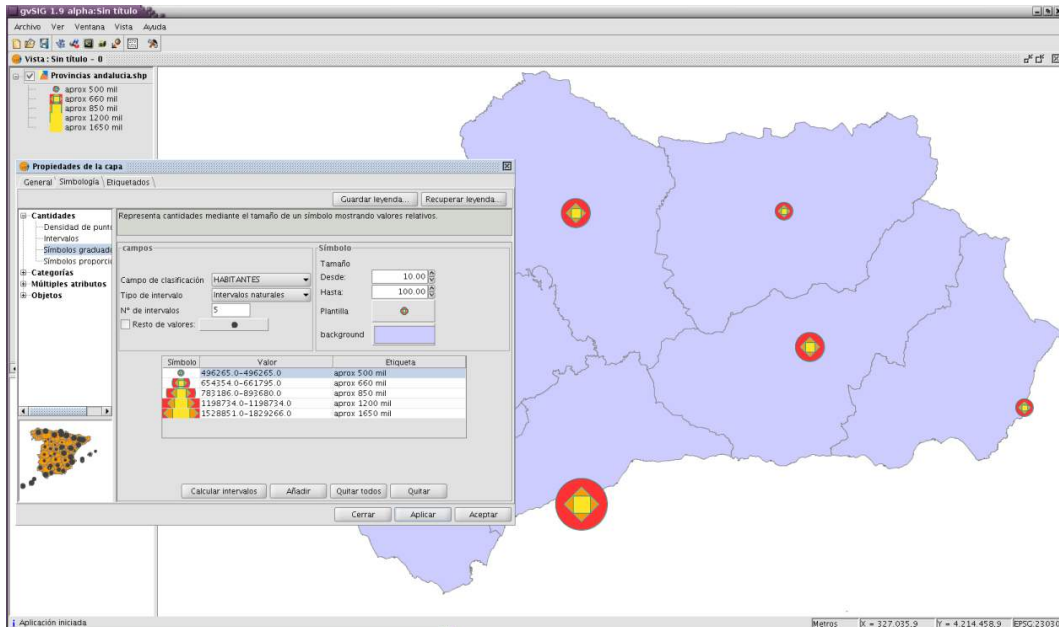 gvSIG 1.9 alpha:Sin título
Archivo Ver Ventana Vista Ayuda
Vista: Sin título - 0
Provincias andalucia.shp
aprox 500 mil
aprox 660 mil
aprox 850 mil
aprox 1200 mil
aprox 1650 mil
Propiedades de la capa
General Simbología Etiquetados
Guardar leyenda... Recuperar leyenda...
Cantidades
Densidad de punt
Intervalos
Símbolos graduad
Símbolos proporci
Categorías
Múltiples atributos
Objetos
Representa cantidades mediante el tamaño de un símbolo mostrando valores relativos.
campos
Campo de clasificación HABITANTES
Tipo de intervalo Intervalos naturales
Nº de intervalos 5
Resto de valores:
Símbolo
Tamaño
Desde: 10.00
Hasta: 100.00
Plantilla
background
Símbolo Valor Etiqueta
496265.0-496265.0 aprox 500 mil
654354.0-661795.0 aprox 660 mil
783186.0-893680.0 aprox 850 mil
1198734.0-1198734.0 aprox 1200 mil
1528851.0-1829266.0 aprox 1650 mil
Calcular intervalos Añadir Quitar todos Quitar
Cerrar Aplicar Aceptar
Aplicación iniciada
Metros X = 327.035,9 Y = 4.214.458,9 EPSG:23030